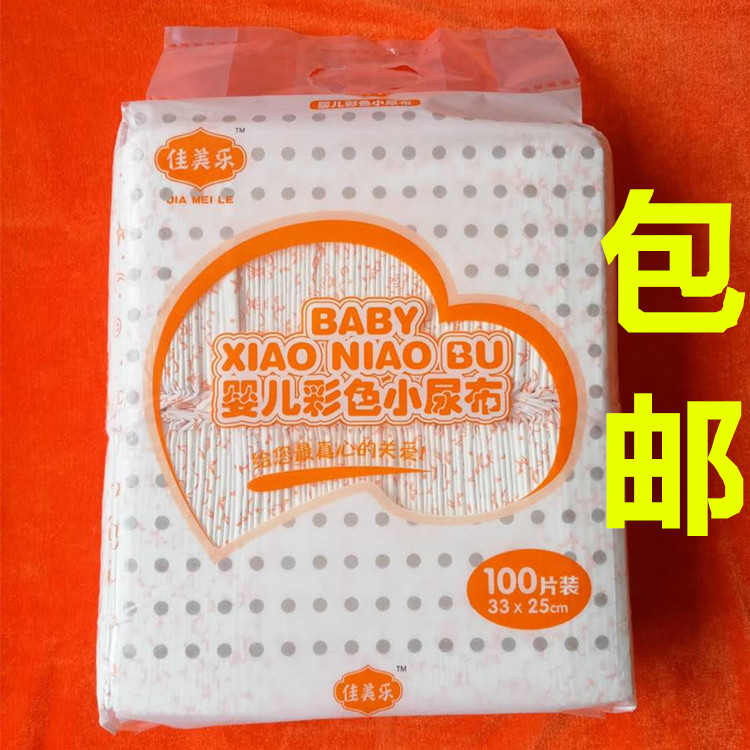 婴儿彩色小尿布
佳美乐
TM
JIA MEI LE
BABY
XIAO NIAO BU
婴儿彩色小尿布
给您最真心的关爱!
100片装
33 x 25cm
佳美乐
TM
包
邮